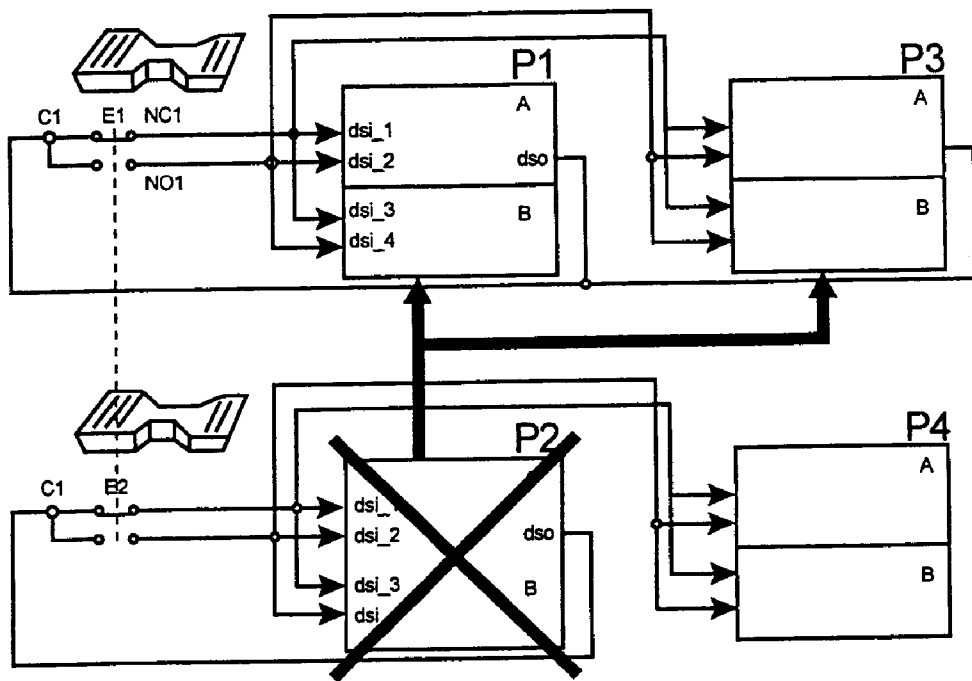 P1
P3
A
A
C1 E1 NC1
dsi_1
dsi_2
dso
NO1
B
B
dsi_3
dsi_4
P2
P4
A
C1 E2
dsi_1
dsi_2
dso
dsi_3
B
B
dsi